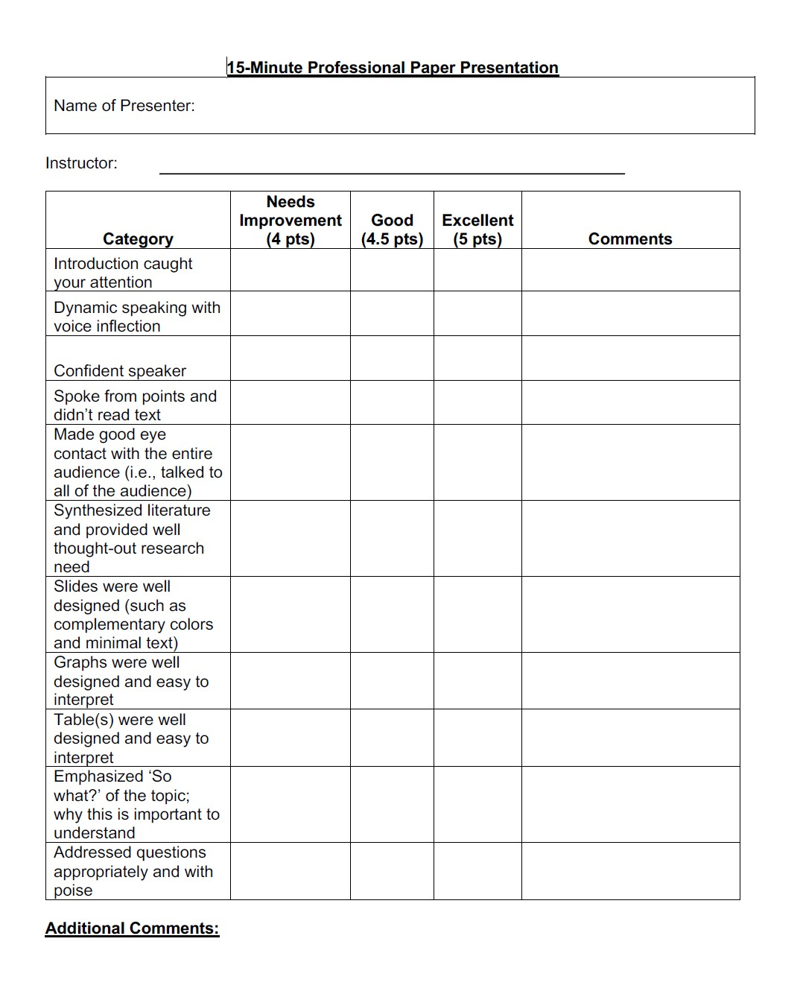 15-Minute Professional Paper Presentation
Name of Presenter:
Instructor:
Category
Needs
Improvement
(4 pts)
Good
(4.5 pts)
Excellent
(5 pts)
Comments
Introduction caught
your attention
Dynamic speaking with
voice inflection
Confident speaker
Spoke from points and
didn’t read text
Made good eye
contact with the entire
audience (i.e., talked to
all of the audience)
Synthesized literature
and provided well
thought-out research
need
Slides were well
designed (such as
complementary colors
and minimal text)
Graphs were well
designed and easy to
interpret
Table(s) were well
designed and easy to
interpret
Emphasized ‘So
what?’ of the topic;
why this is important to
understand
Addressed questions
appropriately and with
poise
Additional Comments: